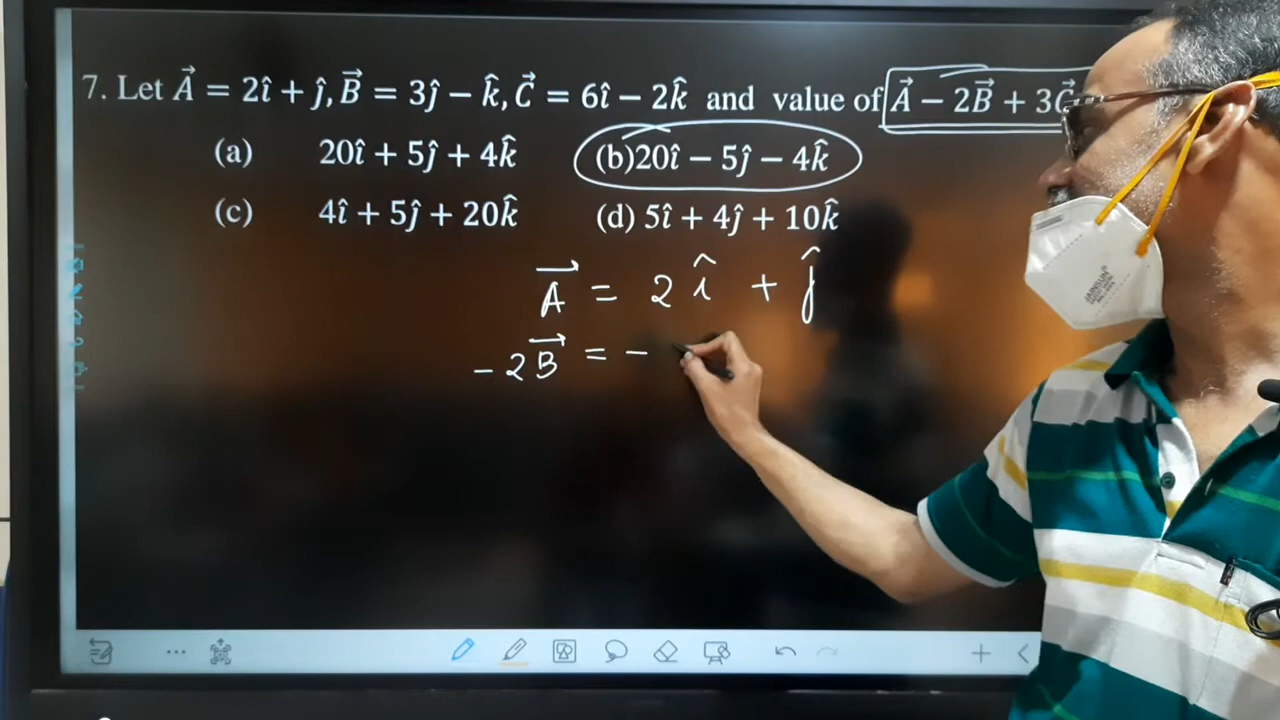 7. Let A⃗ = 2î + ĵ, B⃗ = 3ĵ − k̂, C⃗ = 6î − 2k̂ and value of A⃗ − 2B⃗ + 3C⃗
(a) 20î + 5ĵ + 4k̂ (b) 20î − 5ĵ − 4k̂
(c) 4î + 5ĵ + 20k̂ (d) 5î + 4ĵ + 10k̂
A⃗ = 2î + ĵ
−2B⃗ = −
JAINSUN